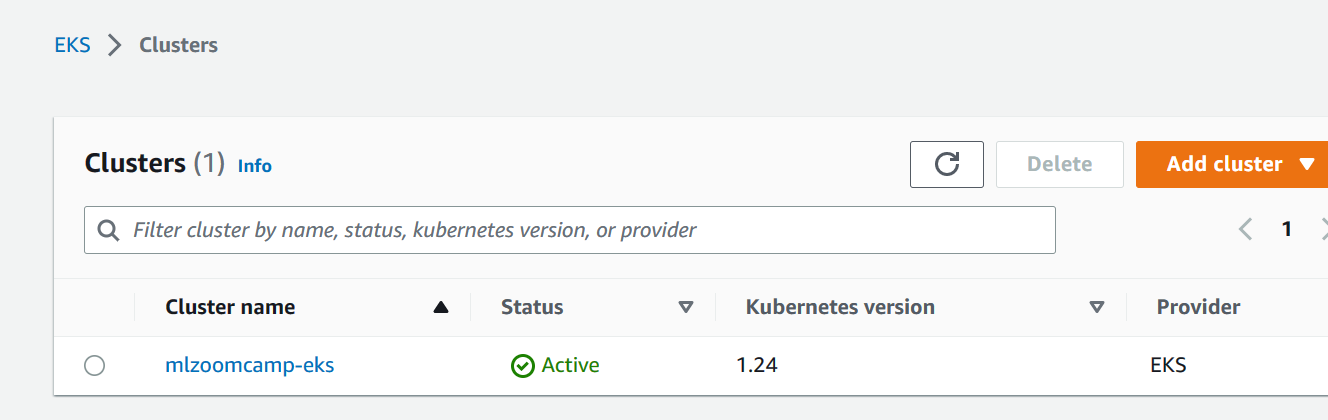 EKS > Clusters
Clusters (1) Info
Delete
Add cluster
Filter cluster by name, status, kubernetes version, or provider
1
Cluster name Status Kubernetes version Provider
mlzoomcamp-eks Active 1.24 EKS